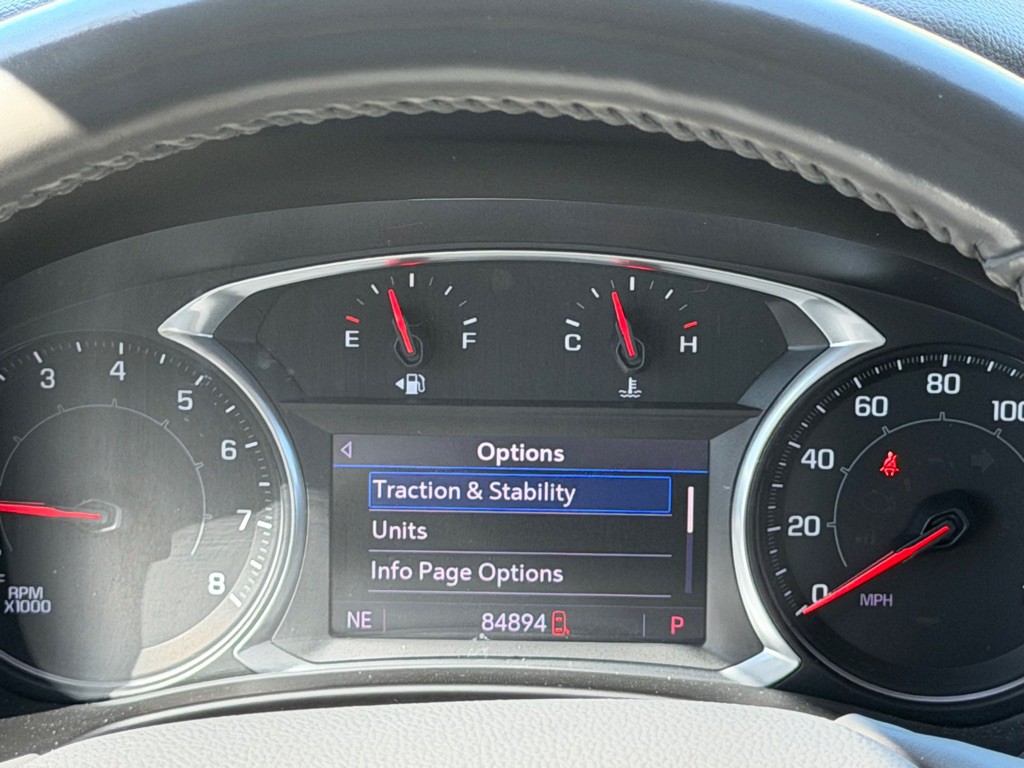 E F
C H
3 4 5 6 7 8
RPM
X1000
Options
Traction & Stability
Units
Info Page Options
NE 84894 P
0 20 40 60 80 100
MPH